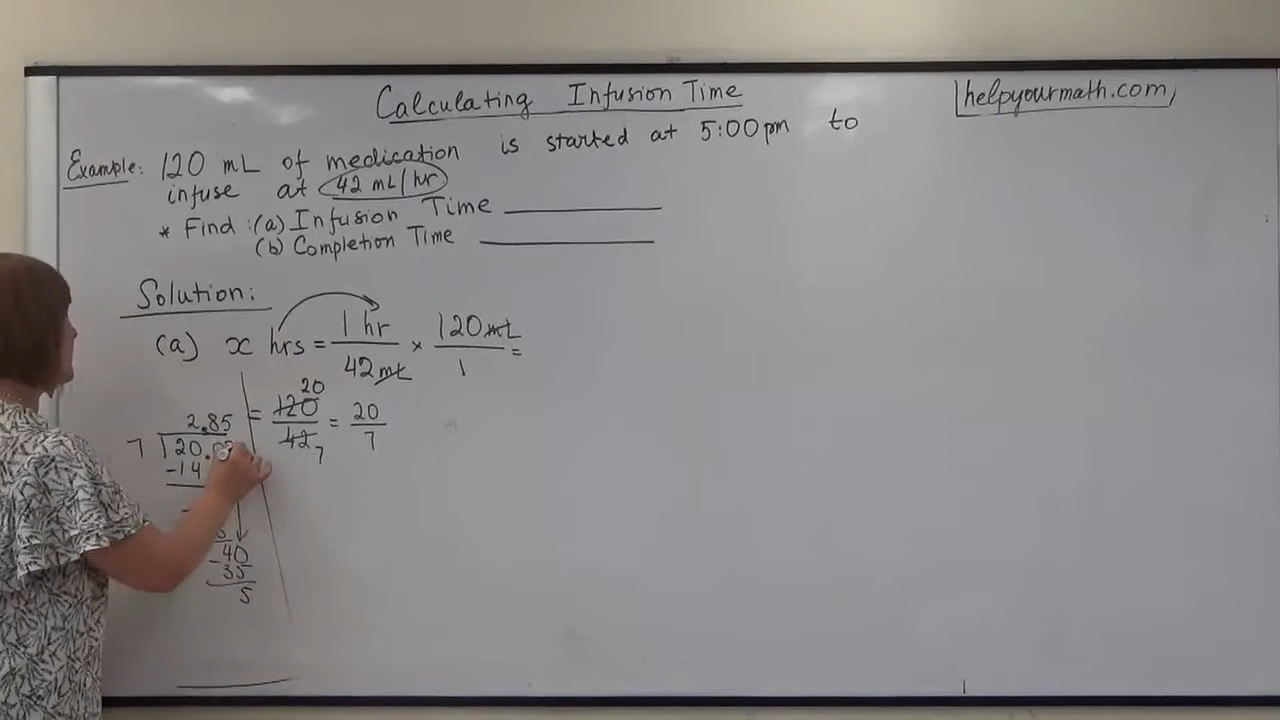 Calculating Infusion Time
helpyourmath.com
Example: 120 mL of medication is started at 5:00pm to
infuse at 42 mL/hr
* Find: (a) Infusion Time
(b) Completion Time
Solution:
(a) x hrs = 1 hr / 42 mL × 120 mL / 1 =
= 120 / 42 = 20 / 7
20
7
2.85
7 20.
-14
40
-35
5